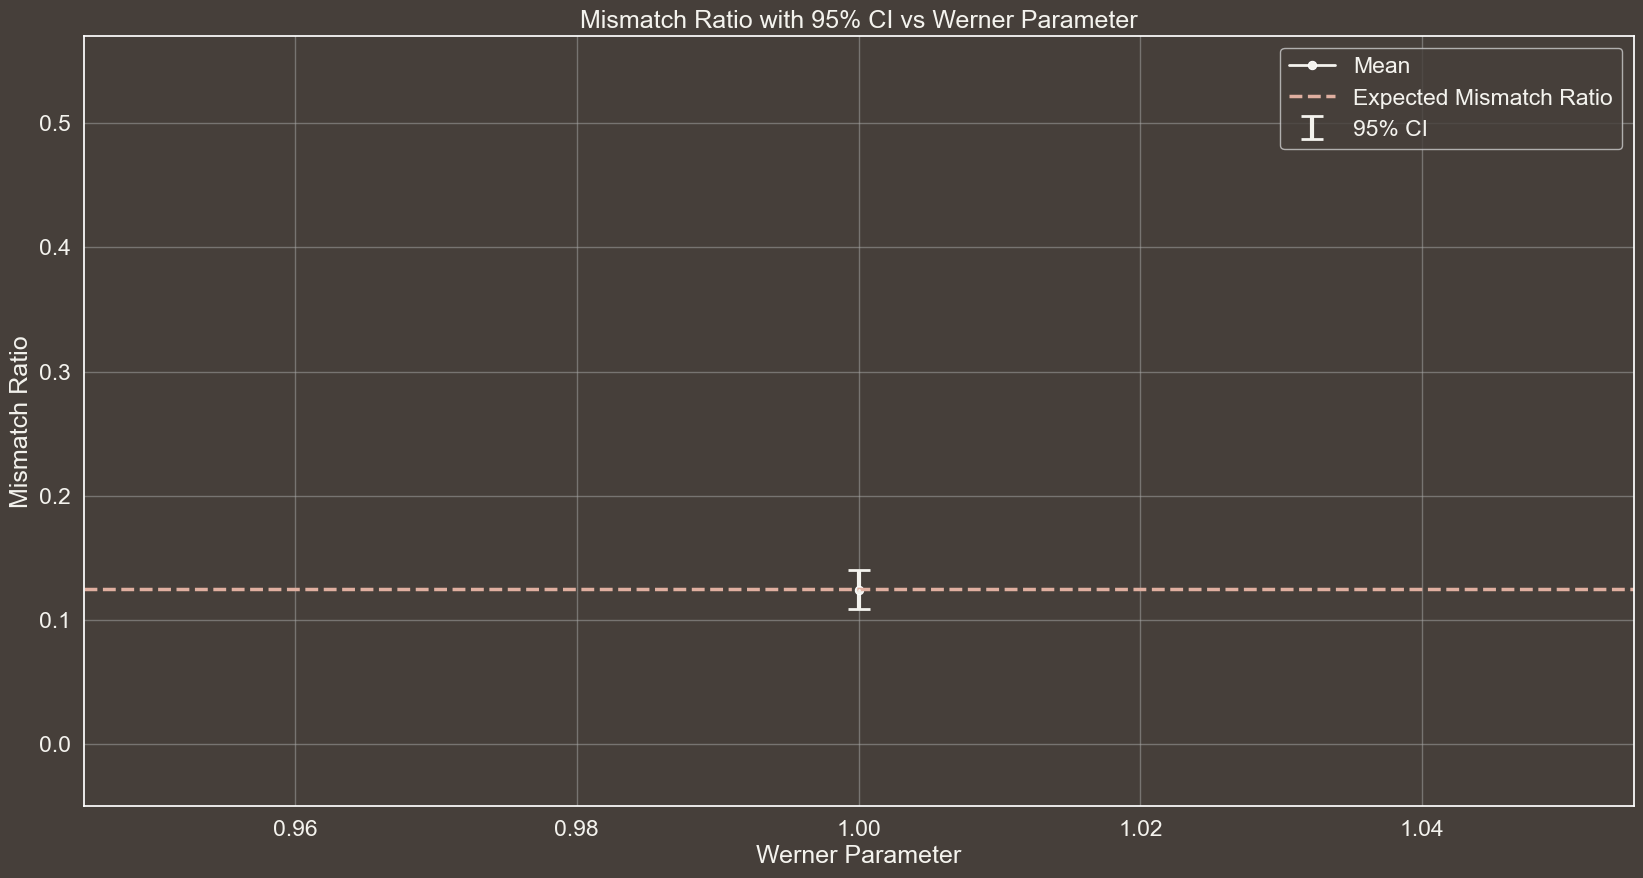 Mismatch Ratio with 95% CI vs Werner Parameter
Mean
Expected Mismatch Ratio
95% CI
Mismatch Ratio
0.5
0.4
0.3
0.2
0.1
0.0
0.96
0.98
1.00
1.02
1.04
Werner Parameter